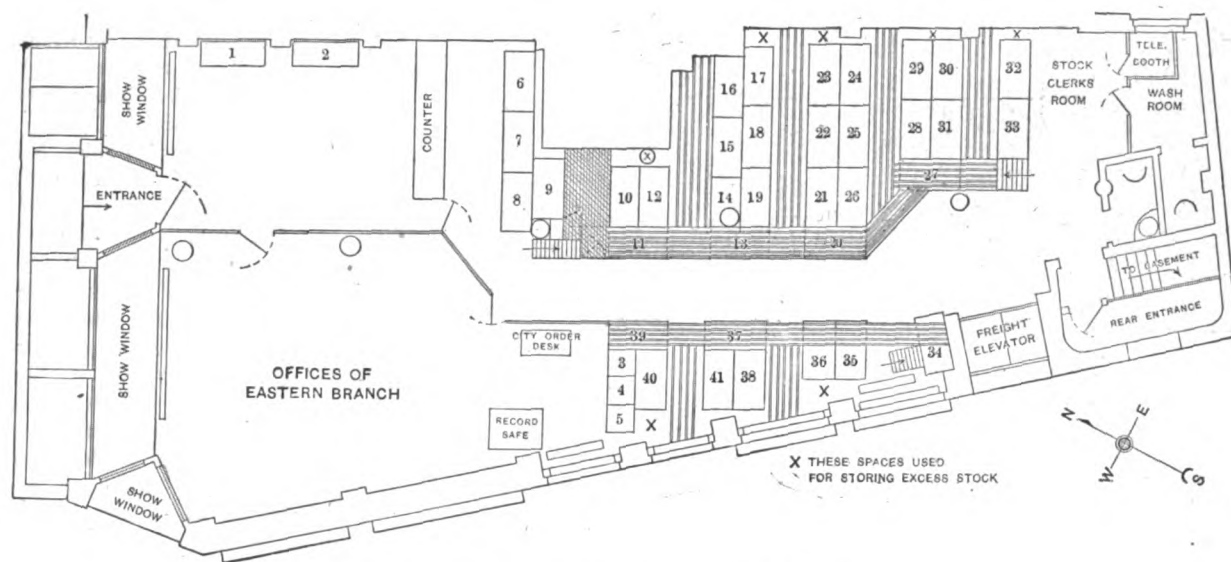 1
2
SHOW
WINDOW
COUNTER
6
7
8
9
ENTRANCE
X
10
12
11
16
15
14
X
17
18
19
13
X
23
24
22
25
21
26
20
X
29
30
28
31
27
X
32
33
STOCK
CLERKS
ROOM
TELE.
BOOTH
WASH
ROOM
TO BASEMENT
REAR ENTRANCE
FREIGHT
ELEVATOR
SHOW WINDOW
OFFICES OF
EASTERN BRANCH
CITY ORDER
DESK
RECORD
SAFE
39
3
4
5
40
X
37
41
38
36
35
X
34
SHOW
WINDOW
X THESE SPACES USED
FOR STORING EXCESS STOCK
N
E
W
S